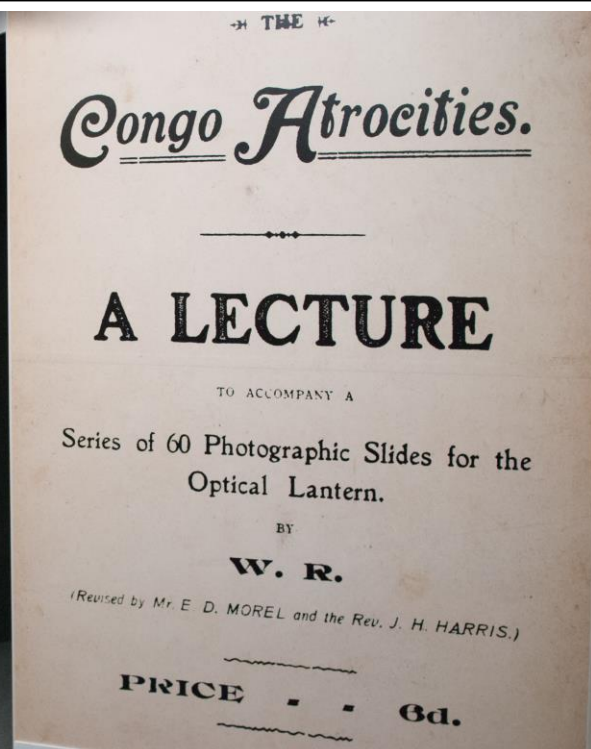 THE
Congo Atrocities.
A LECTURE
TO ACCOMPANY A
Series of 60 Photographic Slides for the
Optical Lantern.
BY
W. R.
(Revised by Mr. E D. MOREL and the Rev. J. H. HARRIS.)
PRICE - - 6d.